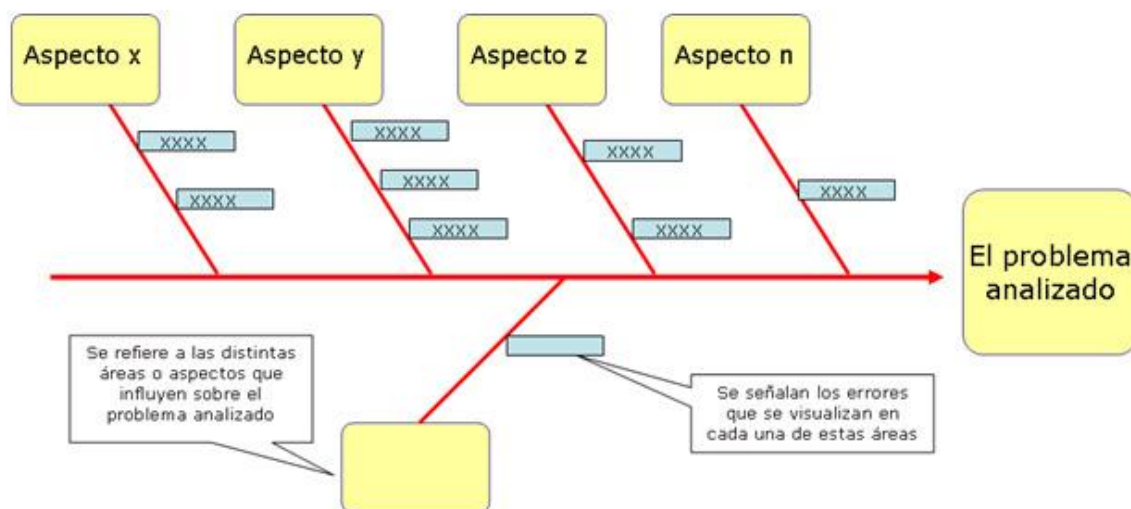 Aspecto x
Aspecto y
Aspecto z
Aspecto n
xxxx
xxxx
xxxx
xxxx
xxxx
xxxx
xxxx
xxxx
El problema
analizado
Se refiere a las distintas
áreas o aspectos que
influyen sobre el
problema analizado
Se señalan los errores
que se visualizan en
cada una de estas áreas